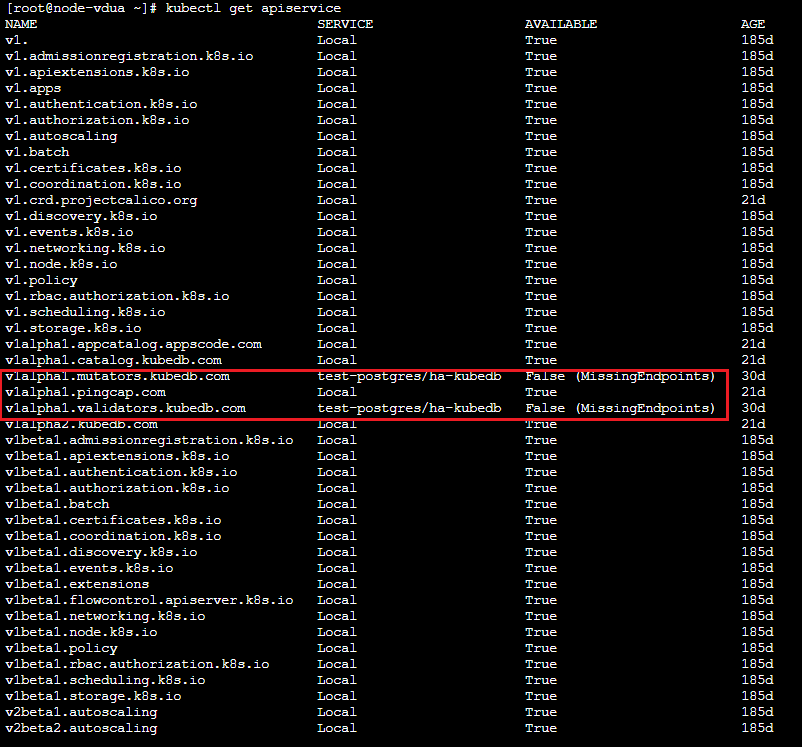 [root@node-vdua ~]# kubectl get apiservice
NAME SERVICE AVAILABLE AGE
v1. Local True 185d
v1.admissionregistration.k8s.io Local True 185d
v1.apiextensions.k8s.io Local True 185d
v1.apps Local True 185d
v1.authentication.k8s.io Local True 185d
v1.authorization.k8s.io Local True 185d
v1.autoscaling Local True 185d
v1.batch Local True 185d
v1.certificates.k8s.io Local True 185d
v1.coordination.k8s.io Local True 185d
v1.crd.projectcalico.org Local True 21d
v1.discovery.k8s.io Local True 185d
v1.events.k8s.io Local True 185d
v1.networking.k8s.io Local True 185d
v1.node.k8s.io Local True 185d
v1.policy Local True 185d
v1.rbac.authorization.k8s.io Local True 185d
v1.scheduling.k8s.io Local True 185d
v1.storage.k8s.io Local True 185d
v1alpha1.appcatalog.appscode.com Local True 21d
v1alpha1.catalog.kubedb.com Local True 21d
v1alpha1.mutators.kubedb.com test-postgres/ha-kubedb False (MissingEndpoints) 30d
v1alpha1.pingcap.com Local True 21d
v1alpha1.validators.kubedb.com test-postgres/ha-kubedb False (MissingEndpoints) 30d
v1alpha2.kubedb.com Local True 21d
v1beta1.admissionregistration.k8s.io Local True 185d
v1beta1.apiextensions.k8s.io Local True 185d
v1beta1.authentication.k8s.io Local True 185d
v1beta1.authorization.k8s.io Local True 185d
v1beta1.batch Local True 185d
v1beta1.certificates.k8s.io Local True 185d
v1beta1.coordination.k8s.io Local True 185d
v1beta1.discovery.k8s.io Local True 185d
v1beta1.events.k8s.io Local True 185d
v1beta1.extensions Local True 185d
v1beta1.flowcontrol.apiserver.k8s.io Local True 185d
v1beta1.networking.k8s.io Local True 185d
v1beta1.node.k8s.io Local True 185d
v1beta1.policy Local True 185d
v1beta1.rbac.authorization.k8s.io Local True 185d
v1beta1.scheduling.k8s.io Local True 185d
v1beta1.storage.k8s.io Local True 185d
v2beta1.autoscaling Local True 185d
v2beta2.autoscaling Local True 185d